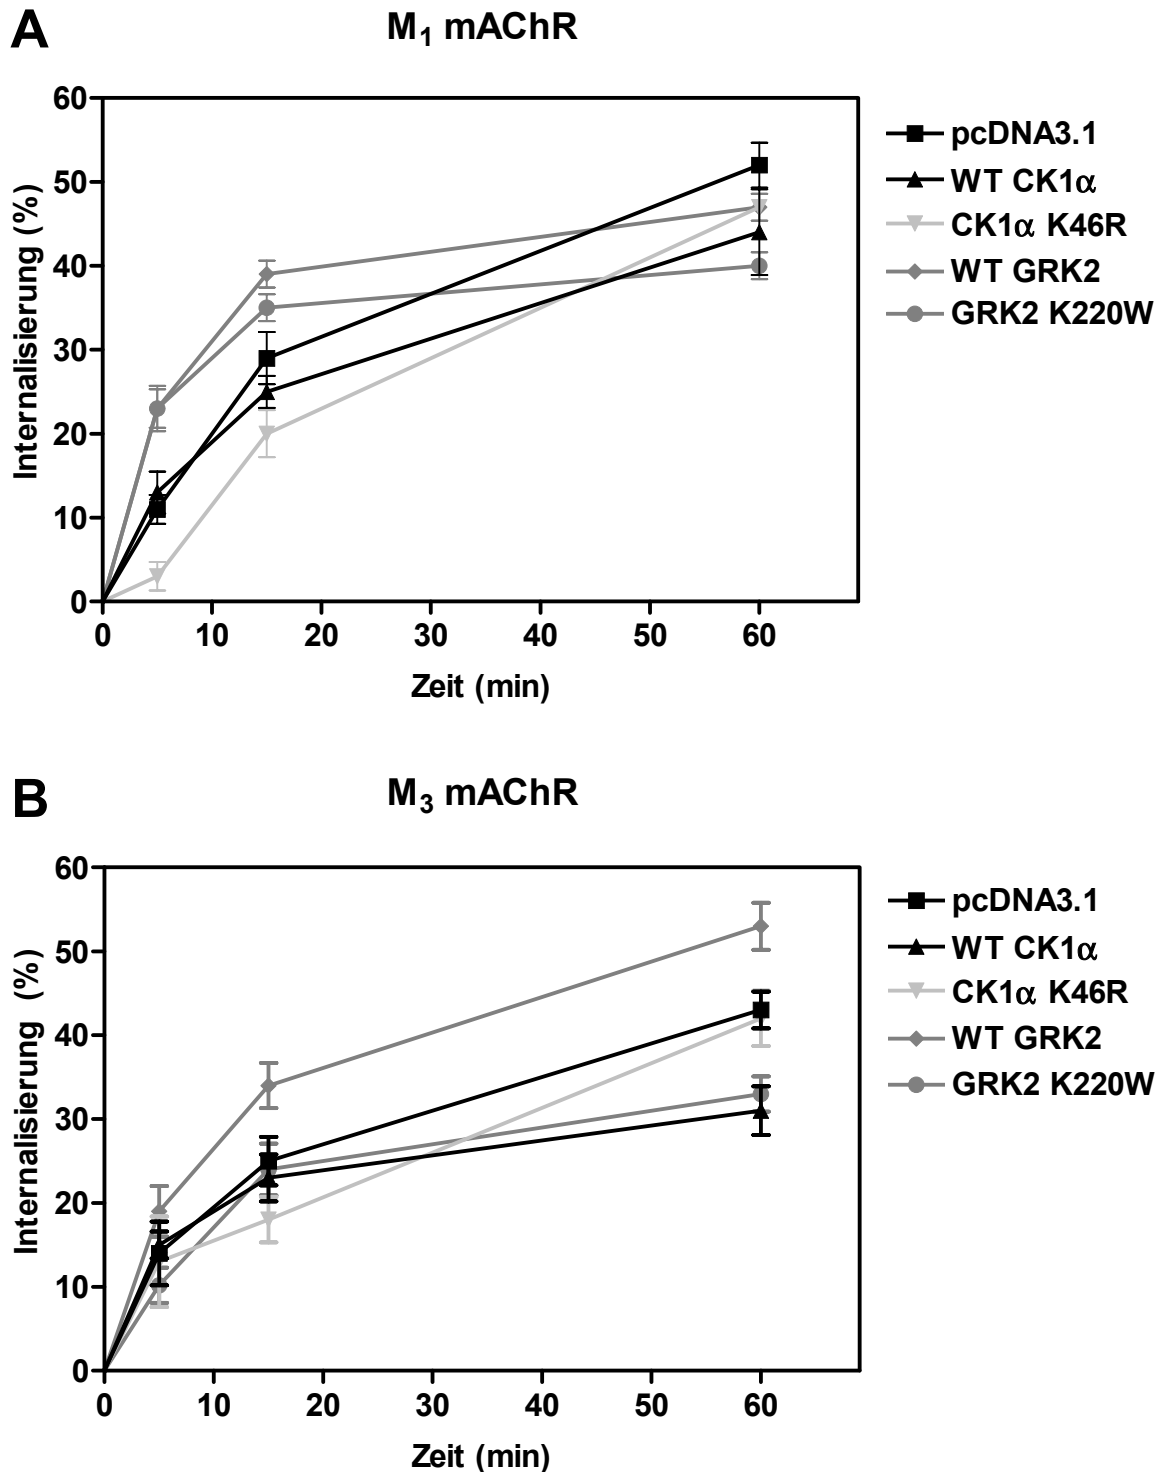 A
M1 mAChR
60
50
40
30
20
10
0
Internalisierung (%)
0 10 20 30 40 50 60
Zeit (min)
pcDNA3.1
WT CK1α
CK1α K46R
WT GRK2
GRK2 K220W
B
M3 mAChR
60
50
40
30
20
10
0
Internalisierung (%)
0 10 20 30 40 50 60
Zeit (min)
pcDNA3.1
WT CK1α
CK1α K46R
WT GRK2
GRK2 K220W